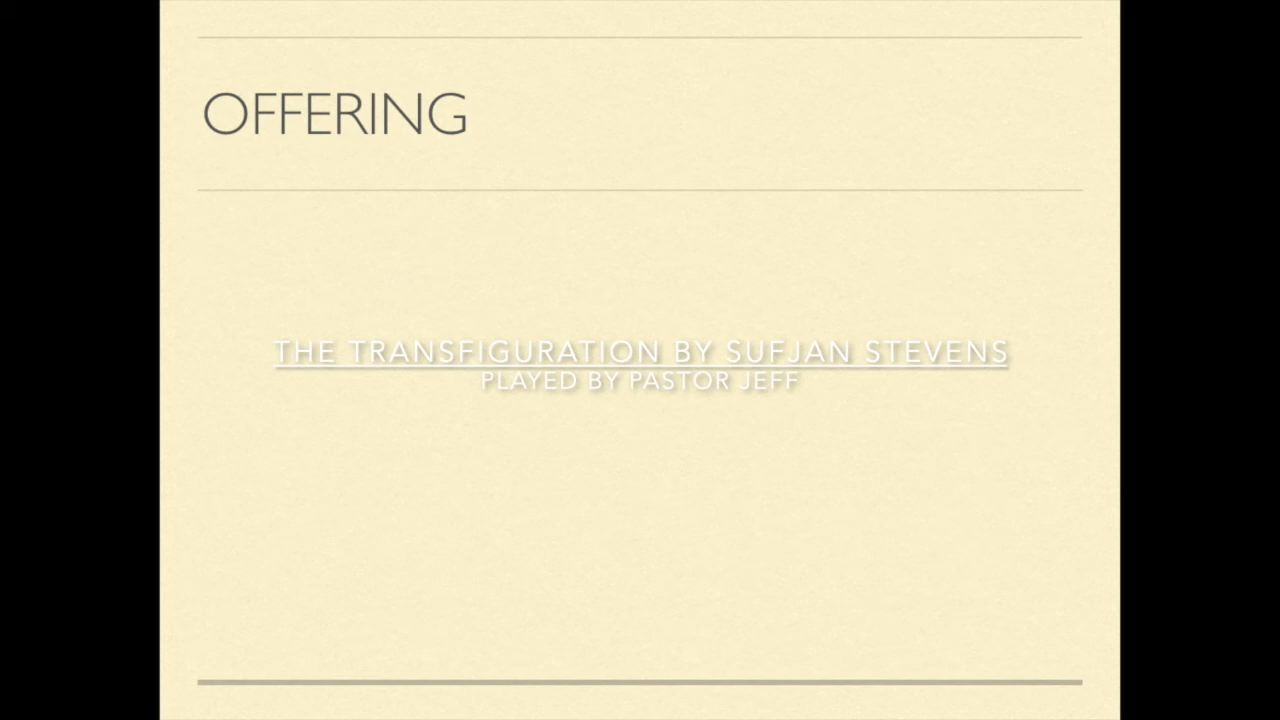 OFFERING
THE TRANSFIGURATION BY SUFJAN STEVENS
PLAYED BY PASTOR JEFF